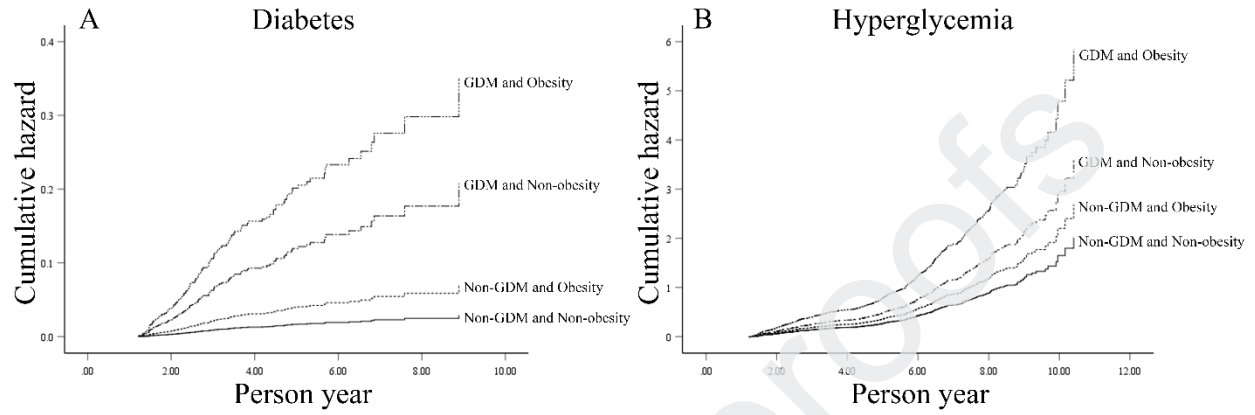 A
Diabetes
0.4
0.3
0.2
0.1
0.0
Cumulative hazard
GDM and Obesity
GDM and Non-obesity
Non-GDM and Obesity
Non-GDM and Non-obesity
.00
2.00
4.00
6.00
8.00
10.00
Person year
B
Hyperglycemia
6
5
4
3
2
1
0
Cumulative hazard
GDM and Obesity
GDM and Non-obesity
Non-GDM and Obesity
Non-GDM and Non-obesity
.00
2.00
4.00
6.00
8.00
10.00
12.00
Person year
roofs